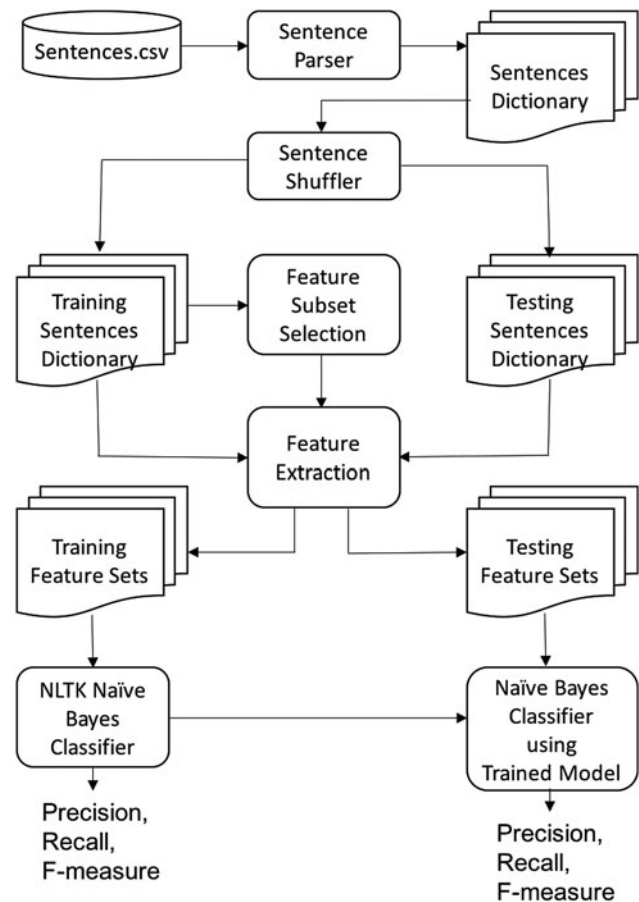 Sentences.csv
Sentence
Parser
Sentences
Dictionary
Sentence
Shuffler
Training
Sentences
Dictionary
Feature
Subset
Selection
Testing
Sentences
Dictionary
Feature
Extraction
Training
Feature Sets
Testing
Feature Sets
NLTK Naïve
Bayes
Classifier
Naïve Bayes
Classifier
using
Trained Model
Precision,
Recall,
F-measure
Precision,
Recall,
F-measure